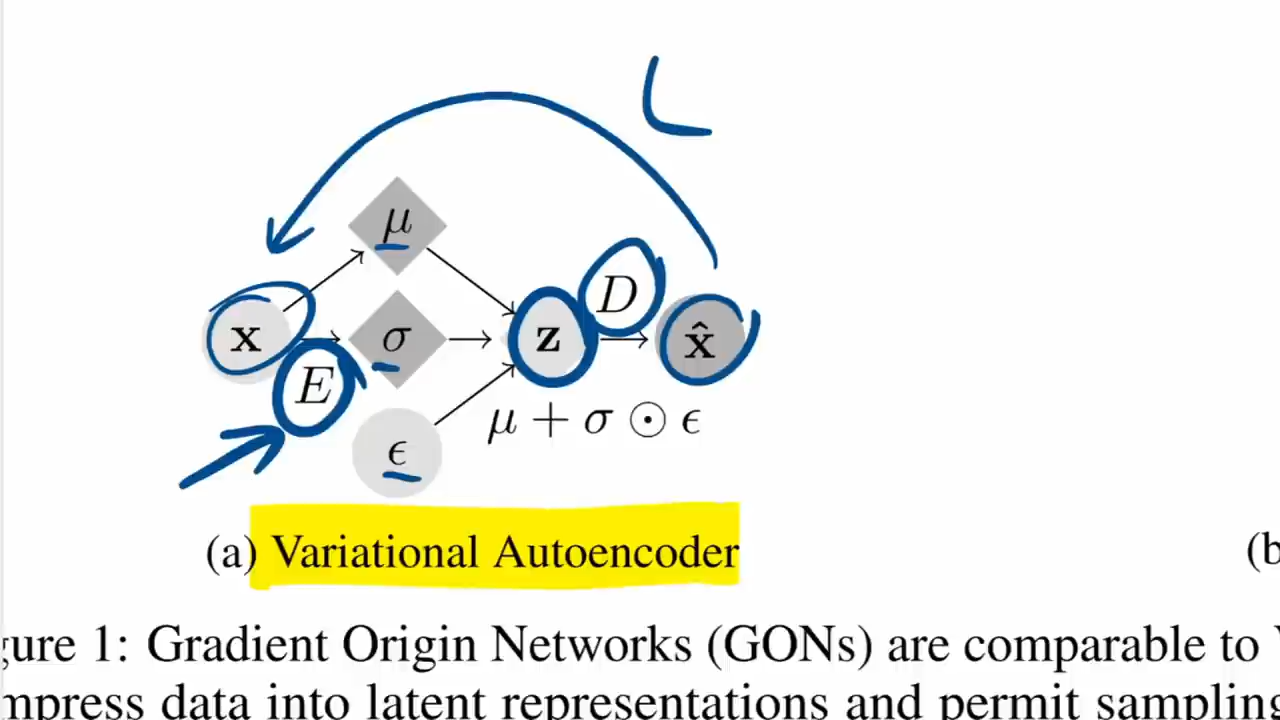 L
μ
D
x
σ
z
x̂
E
ϵ
μ + σ ⊙ ϵ
(a) Variational Autoencoder
(b
gure 1: Gradient Origin Networks (GONs) are comparable to V
mpress data into latent representations and permit sampling